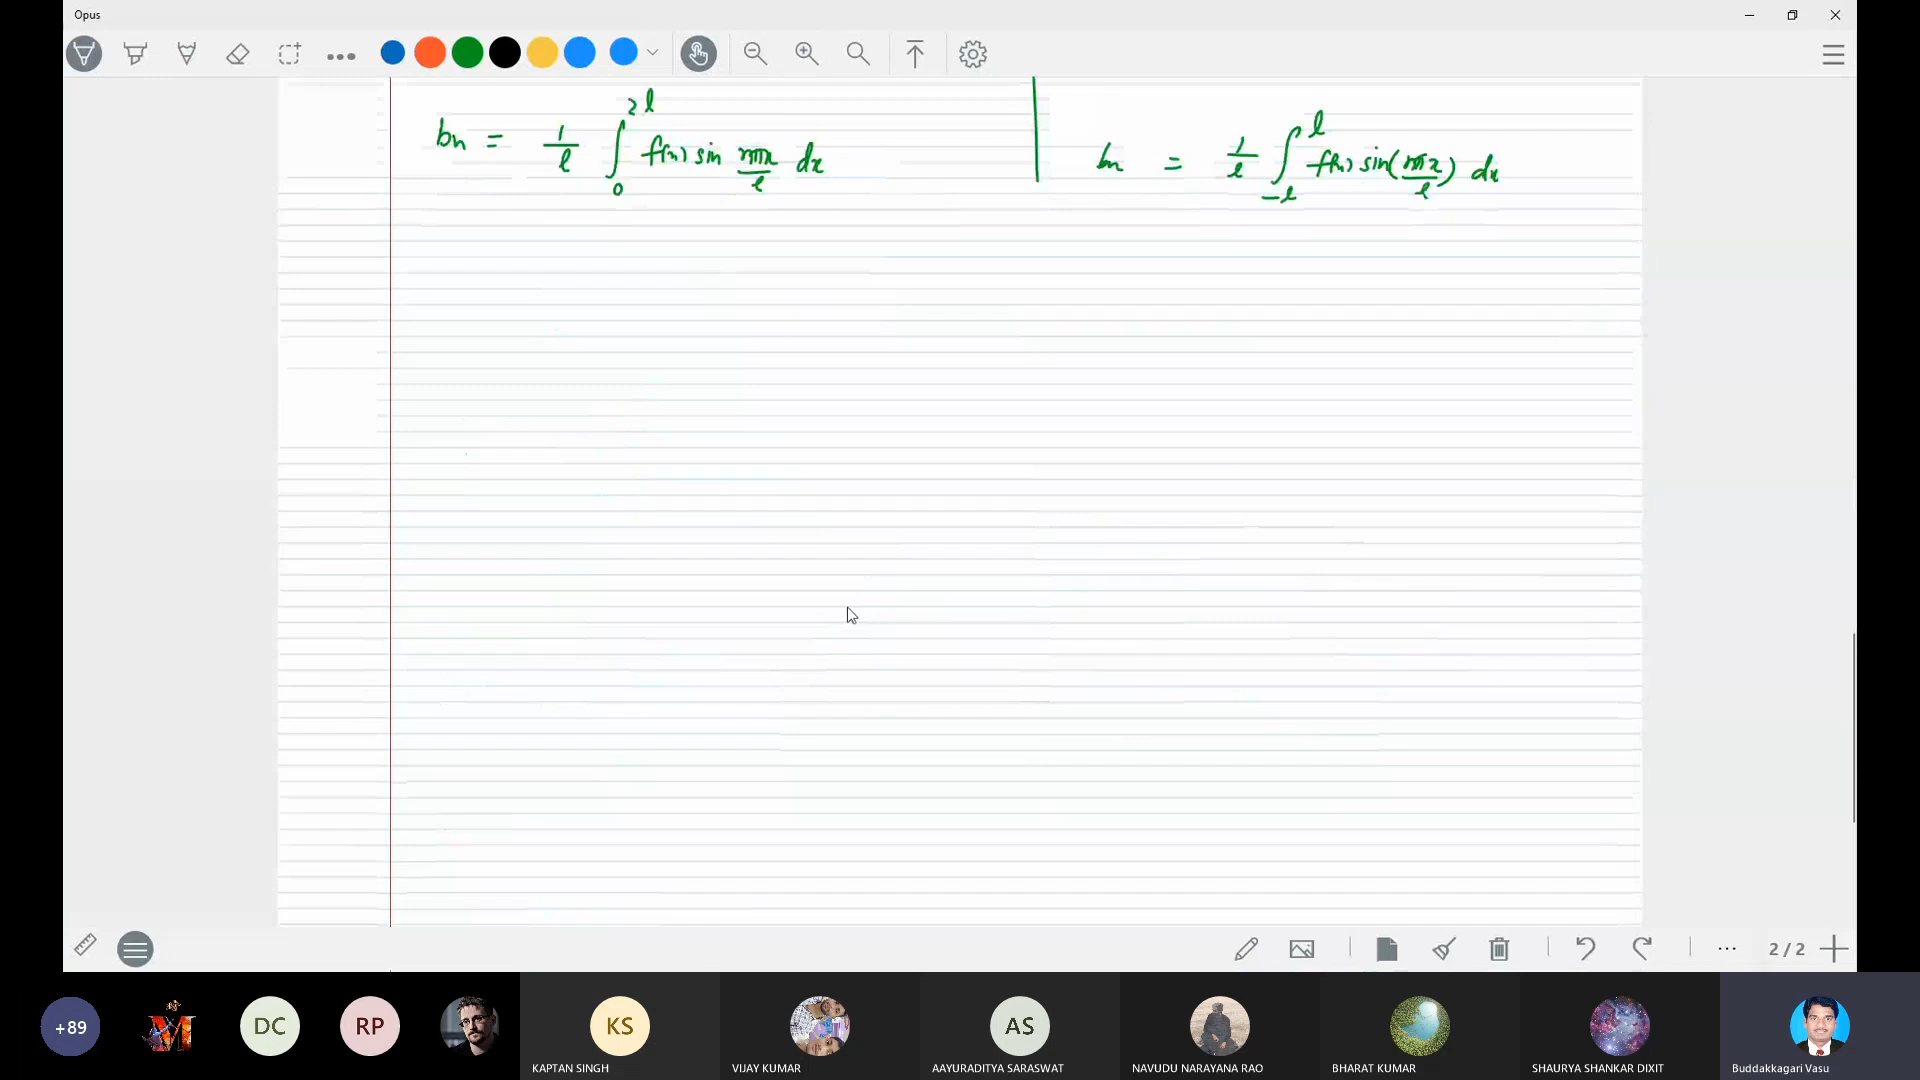 Opus
2l
bn = 1/l ∫ f(x) sin nπx/l dx
0
l
bn = 1/l ∫ f(x) sin(nπx/l) dx
-l
2 / 2
+89
M
DC
RP
KS
AS
KAPTAN SINGH
VIJAY KUMAR
AAYURADITYA SARASWAT
NAVUDU NARAYANA RAO
BHARAT KUMAR
SHAURYA SHANKAR DIXIT
Buddakkagari Vasu